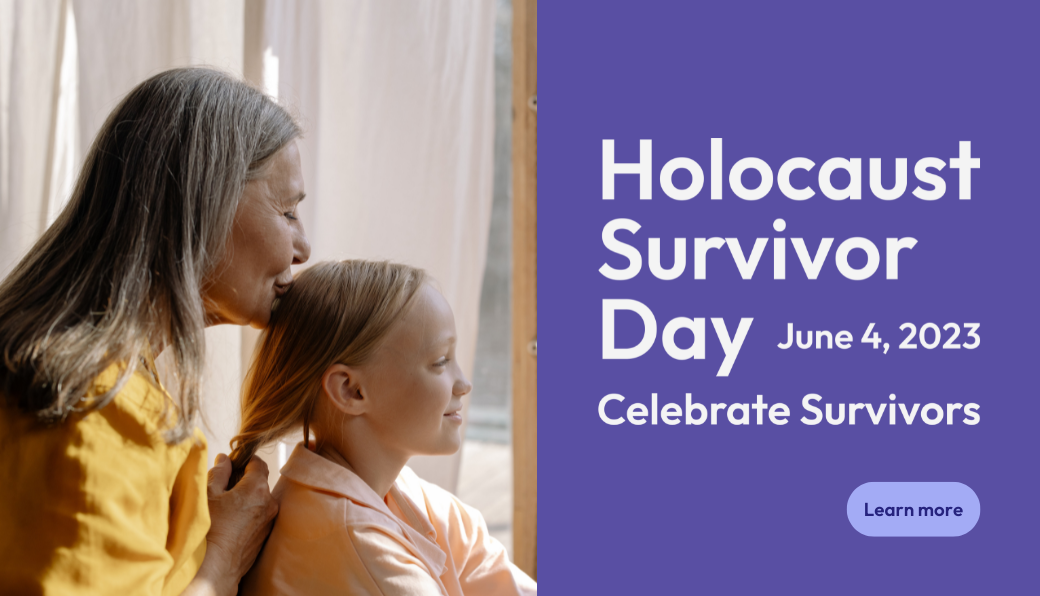 Holocaust
Survivor
Day June 4, 2023
Celebrate Survivors
Learn more